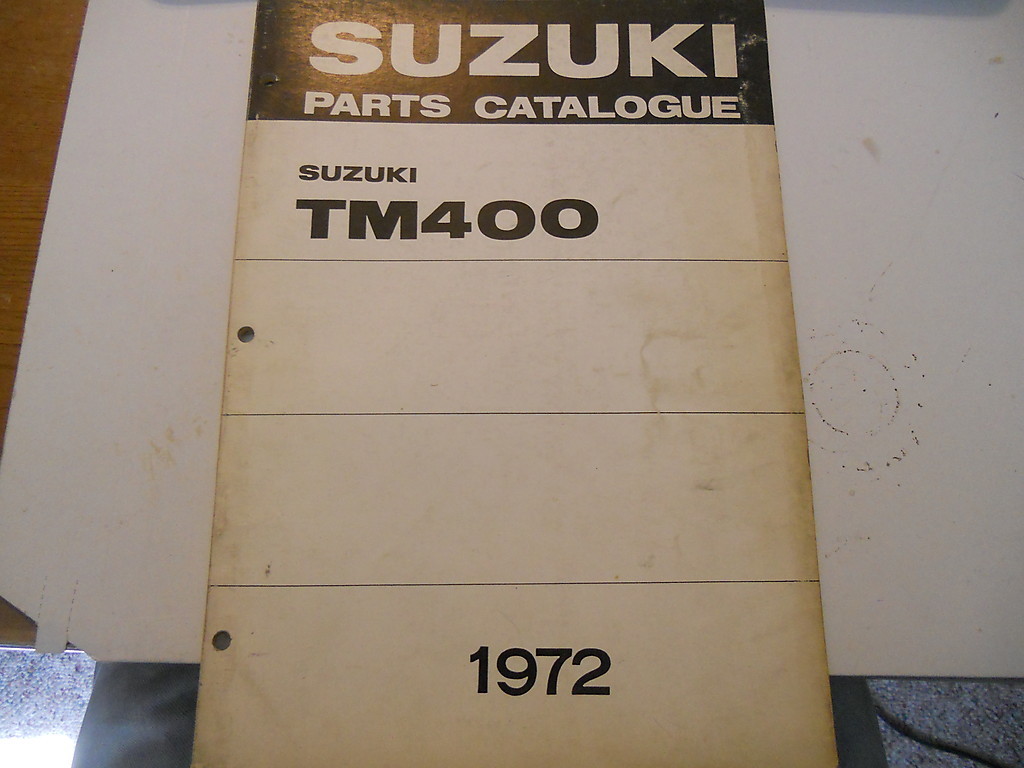 SUZUKI
PARTS CATALOGUE
SUZUKI
TM400
1972